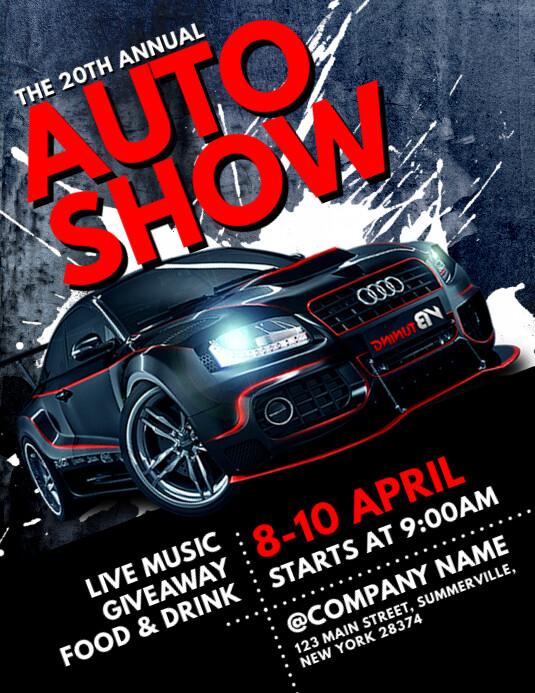 THE 20TH ANNUAL
AUTO
SHOW
LIVE MUSIC
GIVEAWAY
FOOD & DRINK
8-10 APRIL
STARTS AT 9:00AM
@COMPANY NAME
123 MAIN STREET, SUMMERVILLE,
NEW YORK 28374